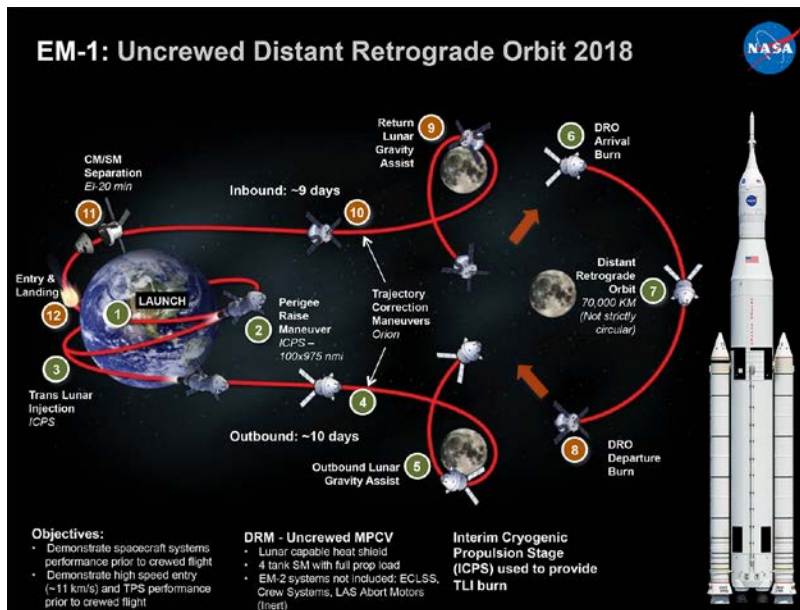 EM-1: Uncrewed Distant Retrograde Orbit 2018
NASA
Return
Lunar
Gravity
Assist
9
6
DRO
Arrival
Burn
CM/SM
Separation
EI-20 min
11
Inbound: ~9 days
10
Entry &
Landing
12
1
LAUNCH
2
Perigee
Raise
Maneuver
ICPS –
100x975 nmi
Trajectory
Correction
Maneuvers
Orion
Distant
Retrograde
Orbit
70,000 KM
(Not strictly
circular)
7
3
Trans Lunar
Injection
ICPS
4
Outbound: ~10 days
5
Outbound Lunar
Gravity Assist
8
DRO
Departure
Burn
Objectives:
• Demonstrate spacecraft systems
performance prior to crewed flight
• Demonstrate high speed entry
(~11 km/s) and TPS performance
prior to crewed flight
DRM - Uncrewed MPCV
• Lunar capable heat shield
• 4 tank SM with full prop load
• EM-2 systems not included: ECLSS,
Crew Systems, LAS Abort Motors
(Inert)
Interim Cryogenic
Propulsion Stage
(ICPS) used to provide
TLI burn